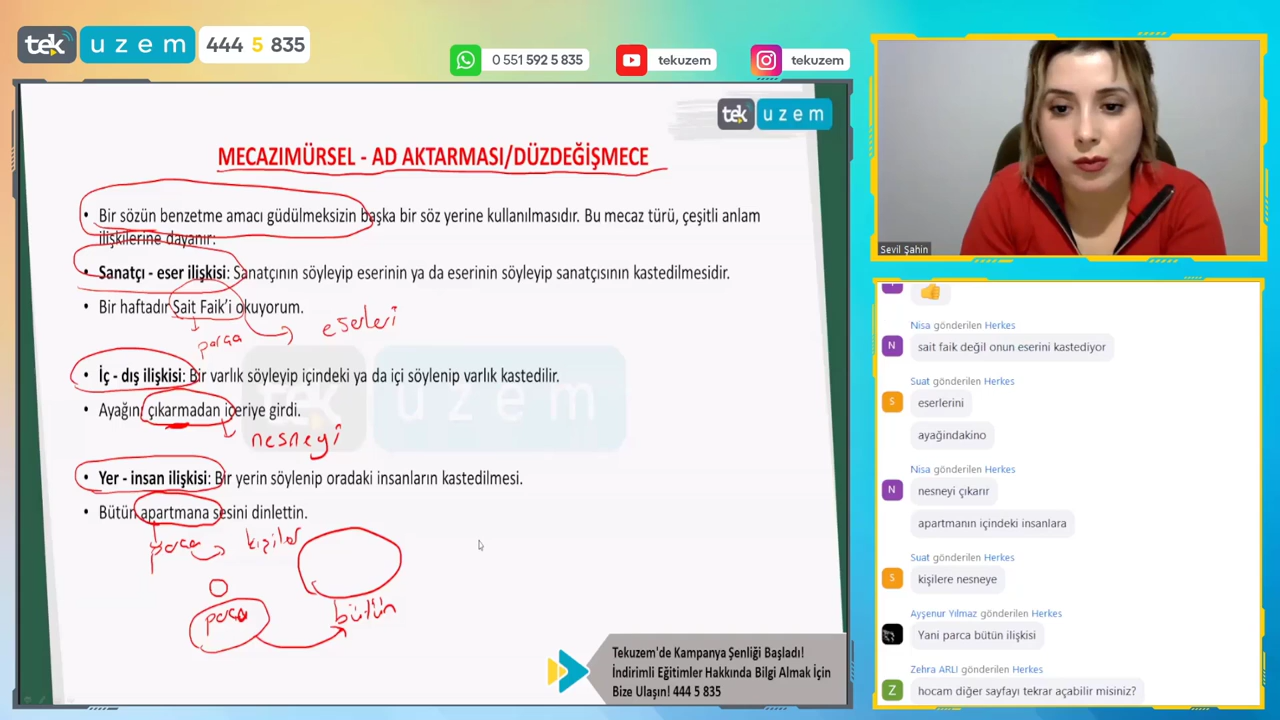 tek uzem 444 5 835
0 551 592 5 835
tekuzem
tekuzem
tek uzem
MECAZIMÜRSEL - AD AKTARMASI/DÜZDEĞİŞMECE
• Bir sözün benzetme amacı güdülmeksizin başka bir söz yerine kullanılmasıdır. Bu mecaz türü, çeşitli anlam
ilişkilerine dayanır:
• Sanatçı - eser ilişkisi: Sanatçının söyleyip eserinin ya da eserinin söyleyip sanatçısının kastedilmesidir.
• Bir haftadır Sait Faik'i okuyorum.
eserleri
parça
• İç - dış ilişkisi: Bir varlık söyleyip içindeki ya da içi söylenip varlık kastedilir.
tek uzem
• Ayağını çıkarmadan içeriye girdi.
nesneyi
• Yer - insan ilişkisi: Bir yerin söylenip oradaki insanların kastedilmesi.
• Bütün apartmana sesini dinlettin.
parça kişiler
parça bütün
Tekuzem'de Kampanya Şenliği Başladı!
İndirimli Eğitimler Hakkında Bilgi Almak İçin
Bize Ulaşın! 444 5 835
Sevil Şahin
Nisa gönderilen Herkes
N
sait faik değil onun eserini kastediyor
Suat gönderilen Herkes
S
eserlerini
ayağindakino
Nisa gönderilen Herkes
N
nesneyi çıkarır
apartmanın içindeki insanlara
Suat gönderilen Herkes
S
kişilere nesneye
Ayşenur Yılmaz gönderilen Herkes
Yani parca bütün ilişkisi
Zehra ARLI gönderilen Herkes
Z
hocam diğer sayfayı tekrar açabilir misiniz?